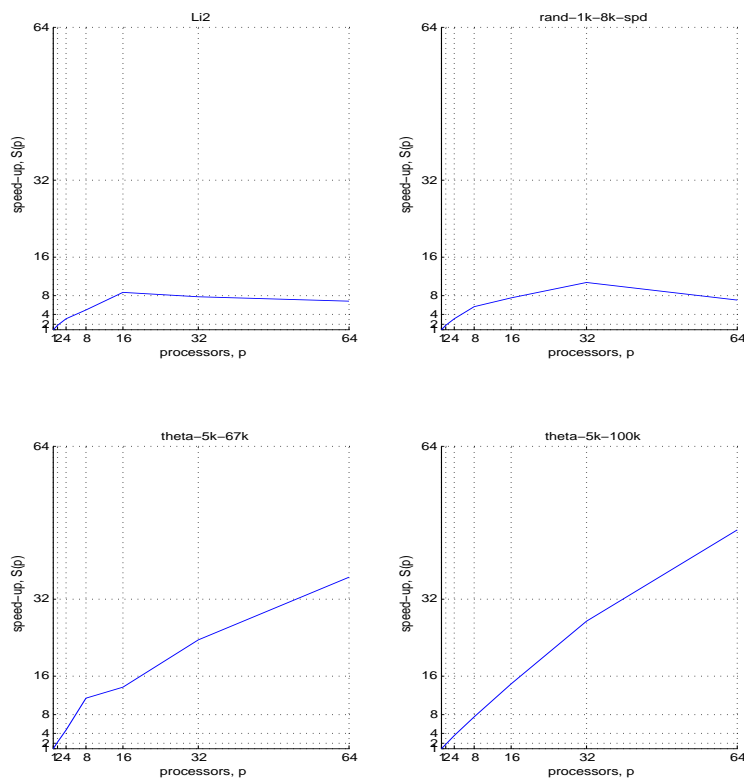 Li2
64
32
16
8
4
2
1
speed-up, S(p)
1 2 4 8 16 32 64
processors, p
rand-1k-8k-spd
64
32
16
8
4
2
1
speed-up, S(p)
1 2 4 8 16 32 64
processors, p
theta-5k-67k
64
32
16
8
4
2
1
speed-up, S(p)
1 2 4 8 16 32 64
processors, p
theta-5k-100k
64
32
16
8
4
2
1
speed-up, S(p)
1 2 4 8 16 32 64
processors, p